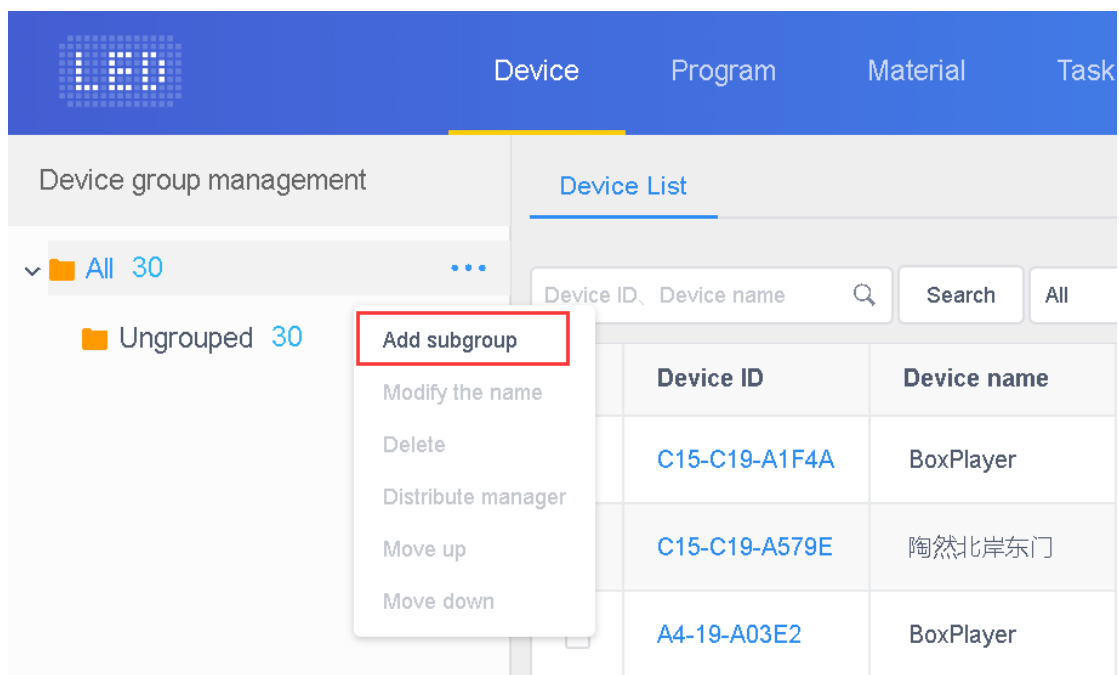 LED
Device Program Material Task
Device group management
Device List
All 30
Device ID、Device name Search All
Ungrouped 30
Add subgroup
Modify the name
Delete
Distribute manager
Move up
Move down
Device ID Device name
C15-C19-A1F4A BoxPlayer
C15-C19-A579E 陶然北岸东门
A4-19-A03E2 BoxPlayer